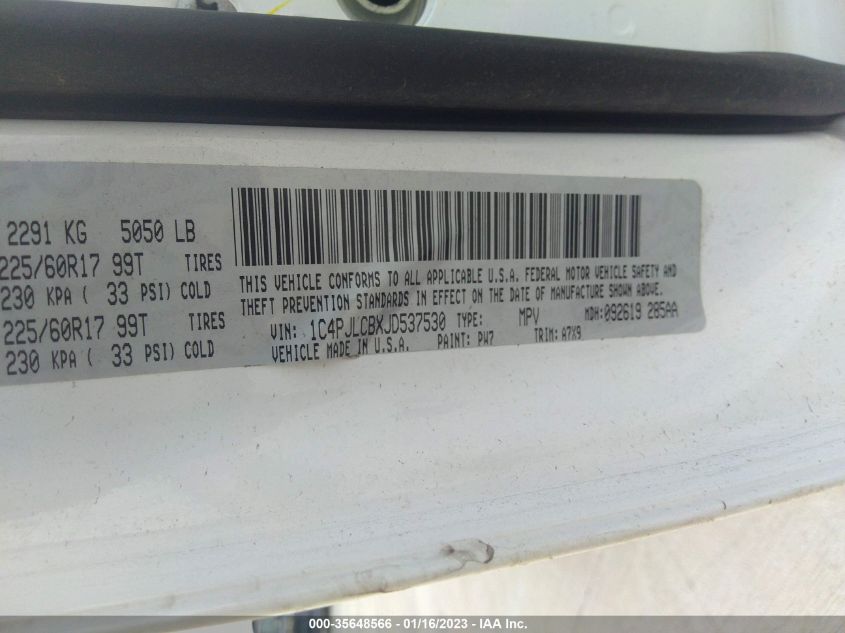 2291 KG 5050 LB
225/60R17 99T TIRES
230 KPA ( 33 PSI) COLD
225/60R17 99T TIRES
230 KPA ( 33 PSI) COLD
THIS VEHICLE CONFORMS TO ALL APPLICABLE U.S.A. FEDERAL MOTOR VEHICLE SAFETY AND
THEFT PREVENTION STANDARDS IN EFFECT ON THE DATE OF MANUFACTURE SHOWN ABOVE.
VIN: 1C4PJLCBXJD537530 TYPE: MPV MDH:092619 285AA
VEHICLE MADE IN U.S.A. PAINT: PW7 TRIM: A7X9
000-35648566 - 01/16/2023 - IAA Inc.